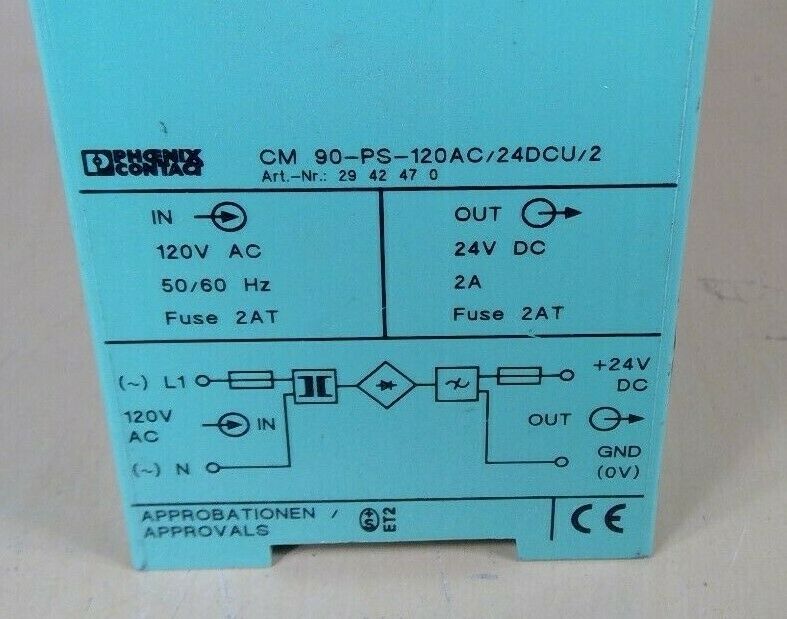 PHOENIX
CONTACT
CM 90-PS-120AC/24DCU/2
Art.-Nr.: 29 42 47 0
IN
120V AC
50/60 Hz
Fuse 2AT
OUT
24V DC
2A
Fuse 2AT
(~) L1
120V
AC
IN
(~) N
+24V
DC
OUT
GND
(0V)
APPROBATIONEN /
APPROVALS
S
ET2
CE